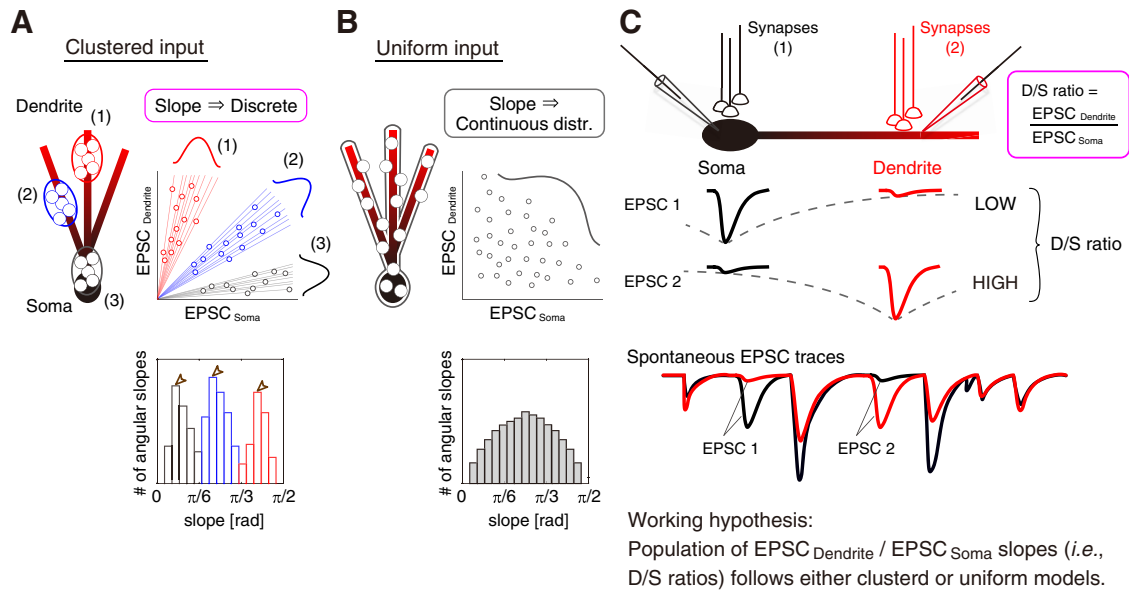 A
Clustered input
Dendrite
(1)
(2)
Soma
(3)
Slope ⇒ Discrete
(1)
(2)
(3)
EPSC Dendrite
EPSC Soma
# of angular slopes
0 π/6 π/3 π/2
slope [rad]
B
Uniform input
Slope ⇒
Continuous distr.
EPSC Dendrite
EPSC Soma
# of angular slopes
0 π/6 π/3 π/2
slope [rad]
C
Synapses
(1)
Synapses
(2)
D/S ratio =
EPSC Dendrite
EPSC Soma
Soma
Dendrite
EPSC 1
LOW
D/S ratio
EPSC 2
HIGH
Spontaneous EPSC traces
EPSC 1
EPSC 2
Working hypothesis:
Population of EPSC Dendrite / EPSC Soma slopes (i.e.,
D/S ratios) follows either clusterd or uniform models.